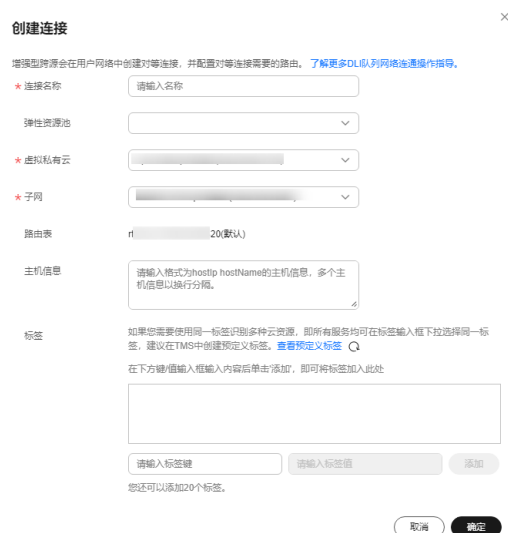 创建连接
增强型跨源会在用户网络中创建对等连接，并配置对等连接需要的路由。 了解更多DLI队列网络连通操作指导。
* 连接名称 请输入名称
弹性资源池
* 虚拟私有云
* 子网
路由表 20(默认)
主机信息 请输入格式为hostIp hostName的主机信息，多个主
机信息以换行分隔。
标签 如果您需要使用同一标签识别多种云资源，即所有服务均可在标签输入框下拉选择同一标
签，建议在TMS中创建预定义标签。 查看预定义标签
在下方键/值输入框输入内容后单击'添加'，即可将标签加入此处
请输入标签键 请输入标签值 添加
您还可以添加20个标签。
取消 确定